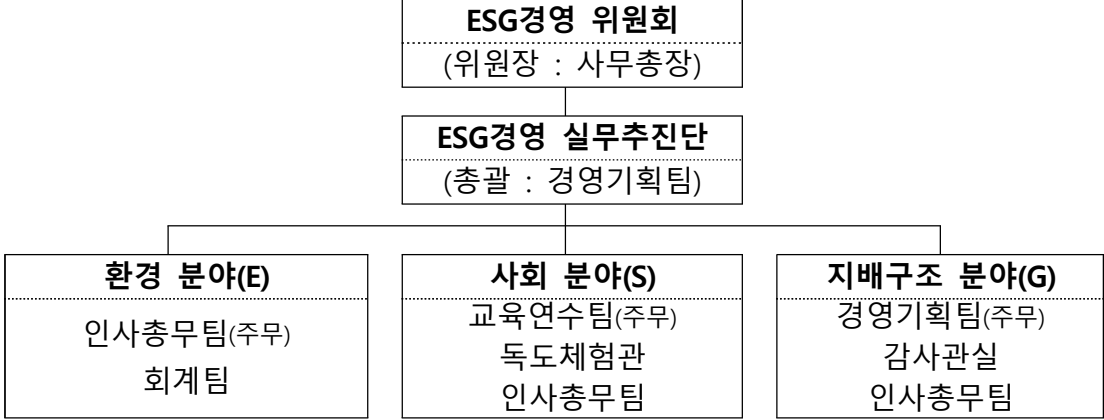 ESG경영 위원회
(위원장 : 사무총장)
ESG경영 실무추진단
(총괄 : 경영기획팀)
환경 분야(E)
인사총무팀(주무)
회계팀
사회 분야(S)
교육연수팀(주무)
독도체험관
인사총무팀
지배구조 분야(G)
경영기획팀(주무)
감사관실
인사총무팀